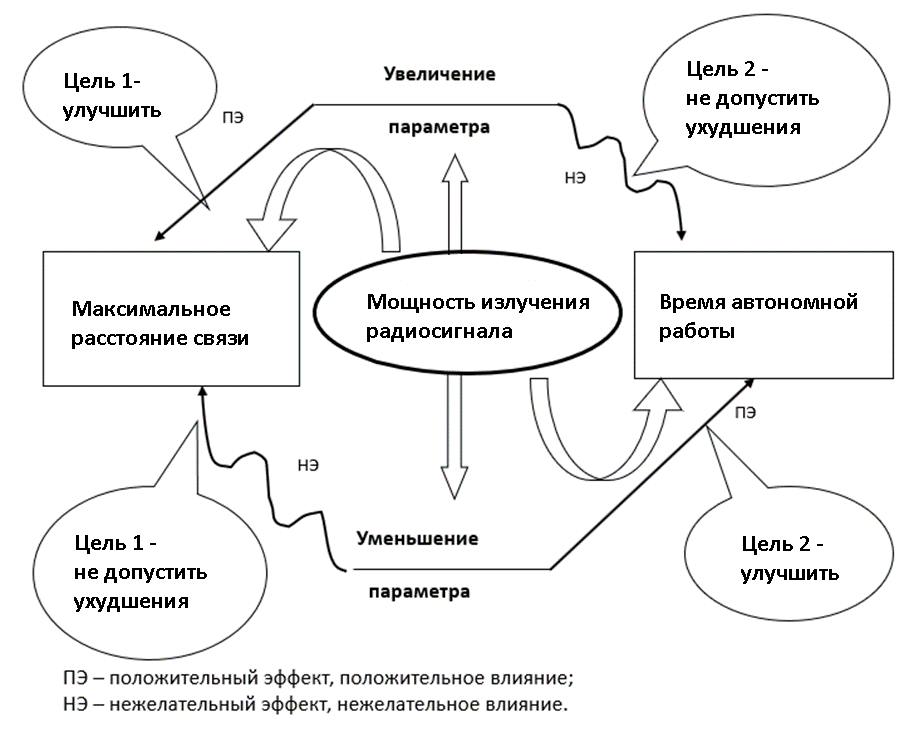 Цель 1-
улучшить
ПЭ
Увеличение
параметра
Цель 2 -
не допустить
ухудшения
НЭ
Максимальное
расстояние связи
Мощность излучения
радиосигнала
Время автономной
работы
НЭ
ПЭ
Цель 1 -
не допустить
ухудшения
Уменьшение
параметра
Цель 2 -
улучшить
ПЭ – положительный эффект, положительное влияние;
НЭ – нежелательный эффект, нежелательное влияние.